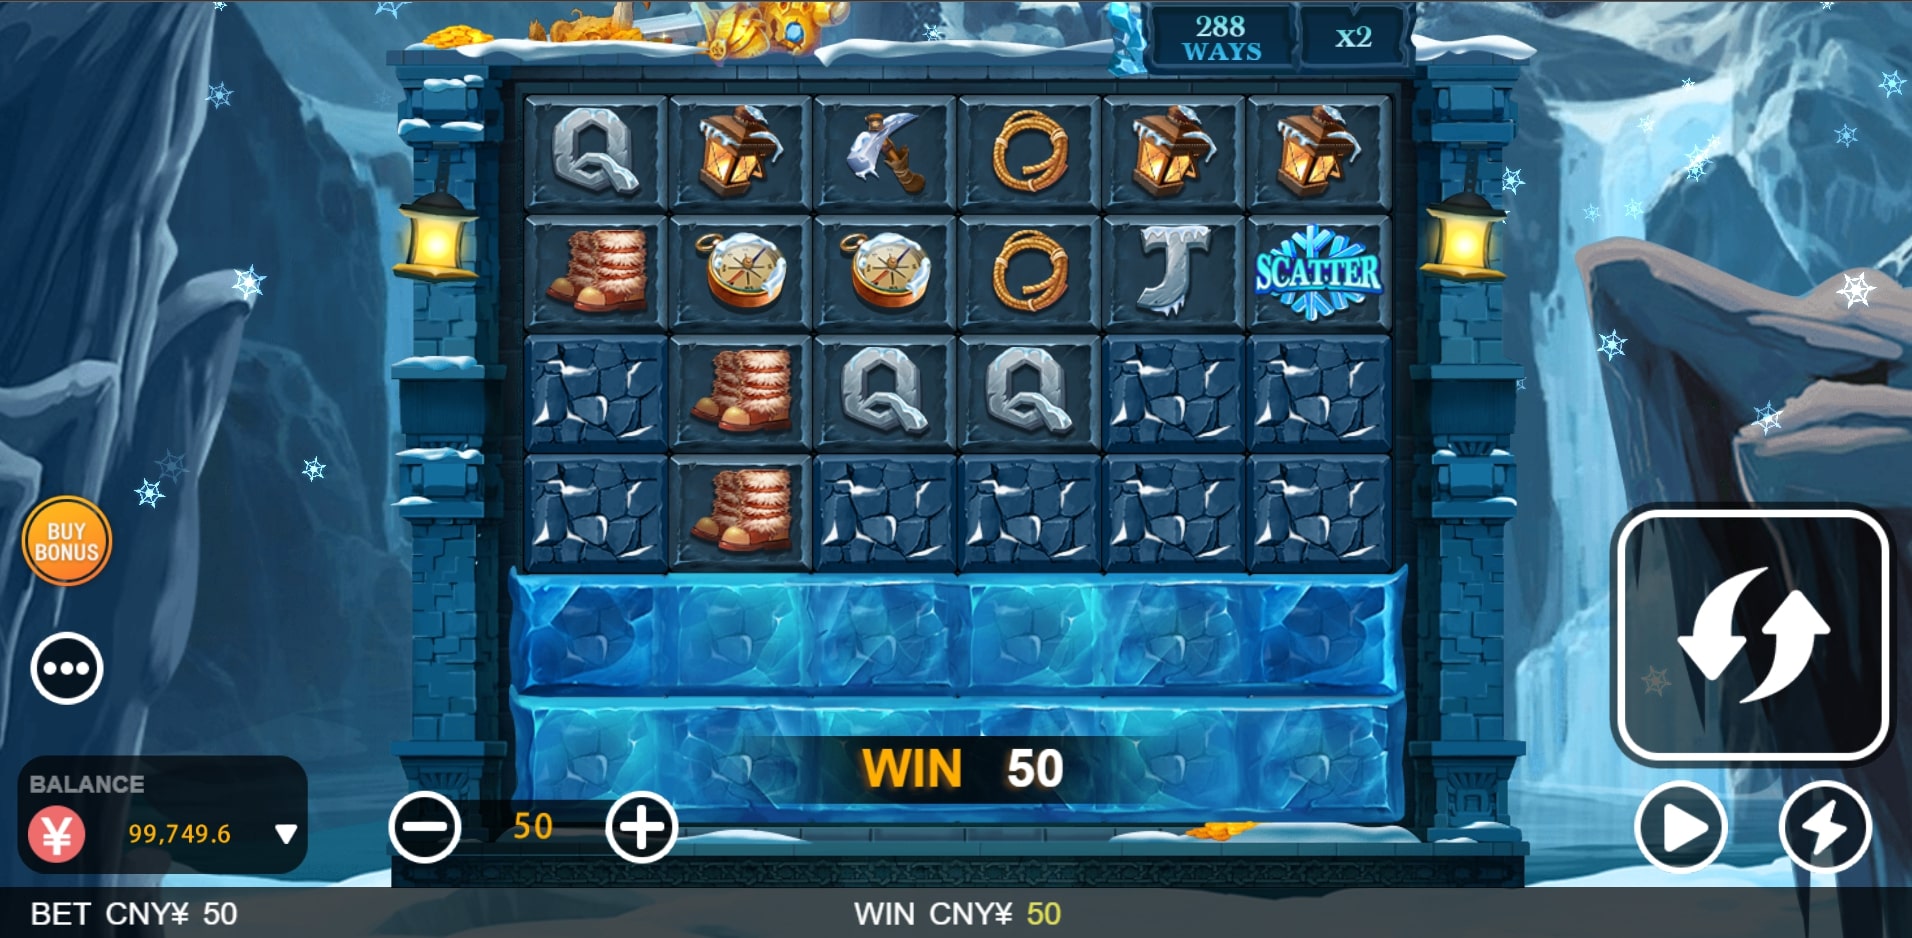 288
WAYS
x2
Q
J
SCATTER
Q
Q
BUY
BONUS
WIN 50
BALANCE
¥
99,749.6
50
BET CNY¥ 50
WIN CNY¥ 50